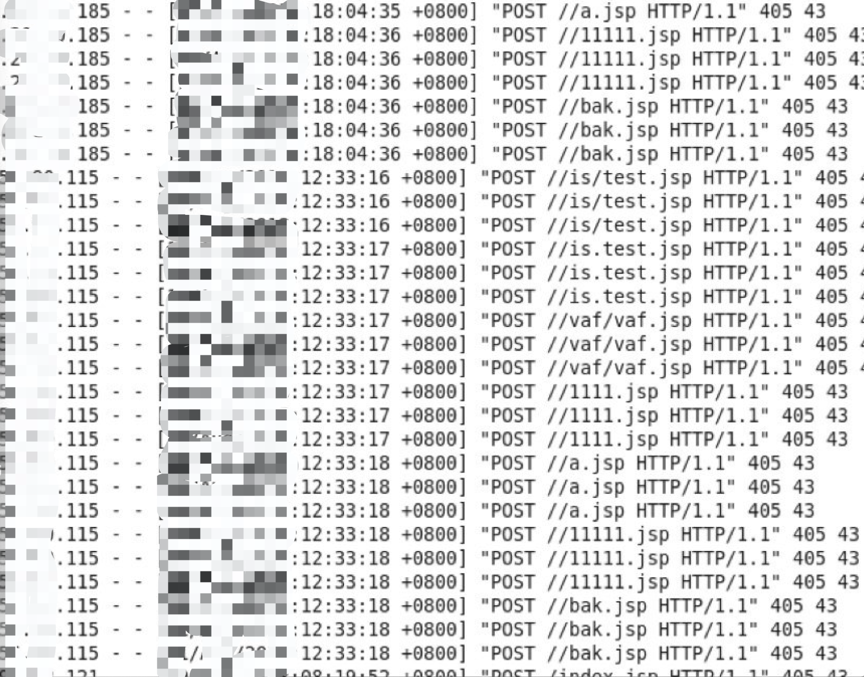 185 - - [ 18:04:35 +0800] "POST //a.jsp HTTP/1.1" 405 43
.185 - - [ :18:04:36 +0800] "POST //11111.jsp HTTP/1.1" 405 43
.185 - - [ :18:04:36 +0800] "POST //11111.jsp HTTP/1.1" 405 43
.185 - - [ :18:04:36 +0800] "POST //11111.jsp HTTP/1.1" 405 43
185 - - [ :18:04:36 +0800] "POST //bak.jsp HTTP/1.1" 405 43
185 - - :18:04:36 +0800] "POST //bak.jsp HTTP/1.1" 405 43
185 - - :18:04:36 +0800] "POST //bak.jsp HTTP/1.1" 405 43
.115 - - 12:33:16 +0800] "POST //is/test.jsp HTTP/1.1" 405
.115 - - 12:33:16 +0800] "POST //is/test.jsp HTTP/1.1" 405
.115 - - 12:33:16 +0800] "POST //is/test.jsp HTTP/1.1" 405
.115 - - [ :12:33:17 +0800] "POST //is.test.jsp HTTP/1.1" 405
.115 - - [ :12:33:17 +0800] "POST //is.test.jsp HTTP/1.1" 405
.115 - - [ :12:33:17 +0800] "POST //is.test.jsp HTTP/1.1" 405
.115 - - [ :12:33:17 +0800] "POST //vaf/vaf.jsp HTTP/1.1" 405
.115 - - [ :12:33:17 +0800] "POST //vaf/vaf.jsp HTTP/1.1" 405
.115 - - [ :12:33:17 +0800] "POST //vaf/vaf.jsp HTTP/1.1" 405
.115 - - [ :12:33:17 +0800] "POST //1111.jsp HTTP/1.1" 405 43
.115 - - [ :12:33:17 +0800] "POST //1111.jsp HTTP/1.1" 405 43
.115 - - [ :12:33:17 +0800] "POST //1111.jsp HTTP/1.1" 405 43
.115 - - :12:33:18 +0800] "POST //a.jsp HTTP/1.1" 405 43
.115 - - :12:33:18 +0800] "POST //a.jsp HTTP/1.1" 405 43
.115 - - :12:33:18 +0800] "POST //a.jsp HTTP/1.1" 405 43
.115 - - :12:33:18 +0800] "POST //11111.jsp HTTP/1.1" 405 43
.115 - - :12:33:18 +0800] "POST //11111.jsp HTTP/1.1" 405 43
.115 - - :12:33:18 +0800] "POST //11111.jsp HTTP/1.1" 405 43
.115 - - :12:33:18 +0800] "POST //bak.jsp HTTP/1.1" 405 43
.115 - - :12:33:18 +0800] "POST //bak.jsp HTTP/1.1" 405 43
.115 - - 12:33:18 +0800] "POST //bak.jsp HTTP/1.1" 405 43